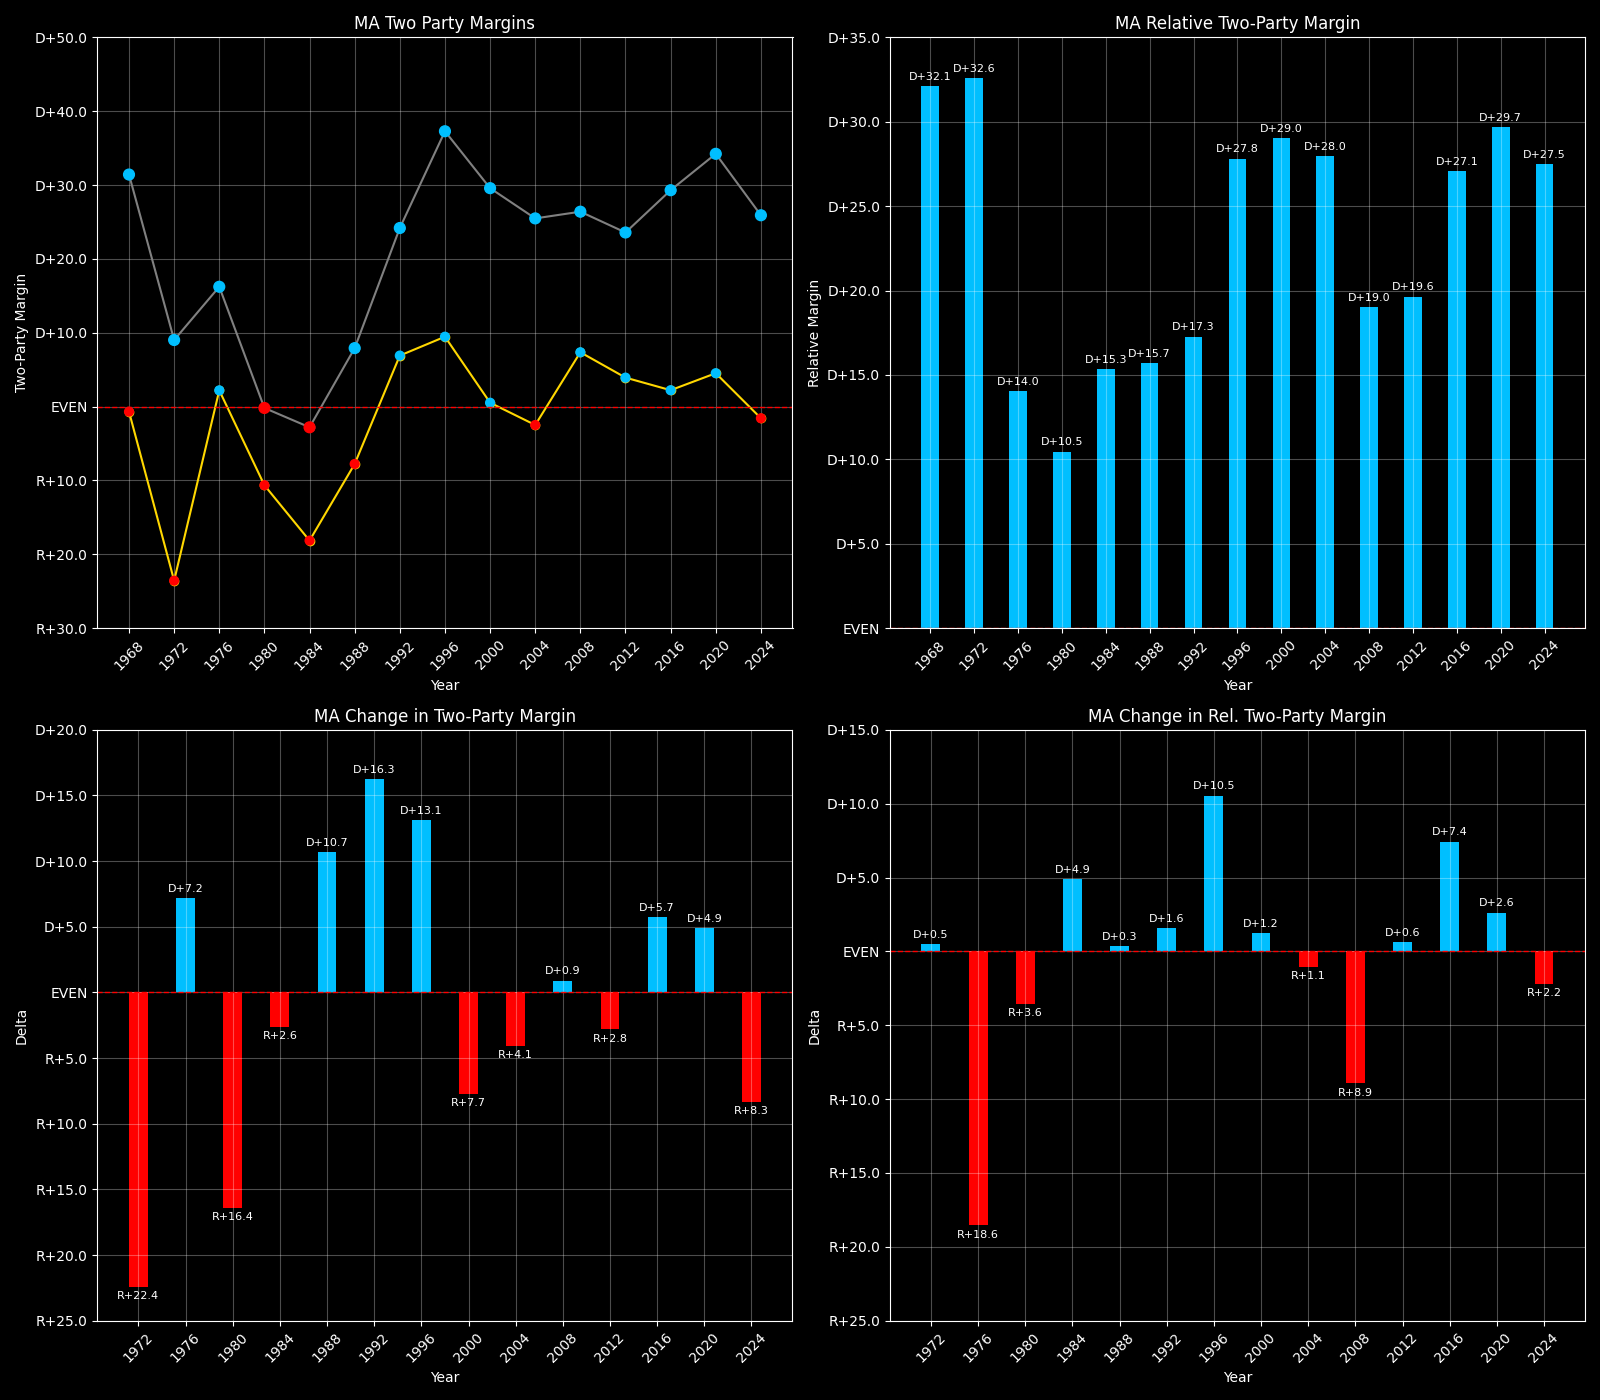 MA Two Party Margins
D+50.0
D+40.0
D+30.0
D+20.0
D+10.0
EVEN
R+10.0
R+20.0
R+30.0
Two-Party Margin
1968 1972 1976 1980 1984 1988 1992 1996 2000 2004 2008 2012 2016 2020 2024
Year
MA Relative Two-Party Margin
D+35.0
D+30.0
D+25.0
D+20.0
D+15.0
D+10.0
D+5.0
EVEN
Relative Margin
D+32.1 D+32.6 D+14.0 D+10.5 D+15.3 D+15.7 D+17.3 D+27.8 D+29.0 D+28.0 D+19.0 D+19.6 D+27.1 D+29.7 D+27.5
1968 1972 1976 1980 1984 1988 1992 1996 2000 2004 2008 2012 2016 2020 2024
Year
MA Change in Two-Party Margin
D+20.0
D+15.0
D+10.0
D+5.0
EVEN
R+5.0
R+10.0
R+15.0
R+20.0
R+25.0
Delta
R+22.4 D+7.2 R+16.4 R+2.6 D+10.7 D+16.3 D+13.1 R+7.7 R+4.1 D+0.9 R+2.8 D+5.7 D+4.9 R+8.3
1972 1976 1980 1984 1988 1992 1996 2000 2004 2008 2012 2016 2020 2024
Year
MA Change in Rel. Two-Party Margin
D+15.0
D+10.0
D+5.0
EVEN
R+5.0
R+10.0
R+15.0
R+20.0
R+25.0
Delta
D+0.5 R+18.6 R+3.6 D+4.9 D+0.3 D+1.6 D+10.5 D+1.2 R+1.1 R+8.9 D+0.6 D+7.4 D+2.6 R+2.2
1972 1976 1980 1984 1988 1992 1996 2000 2004 2008 2012 2016 2020 2024
Year